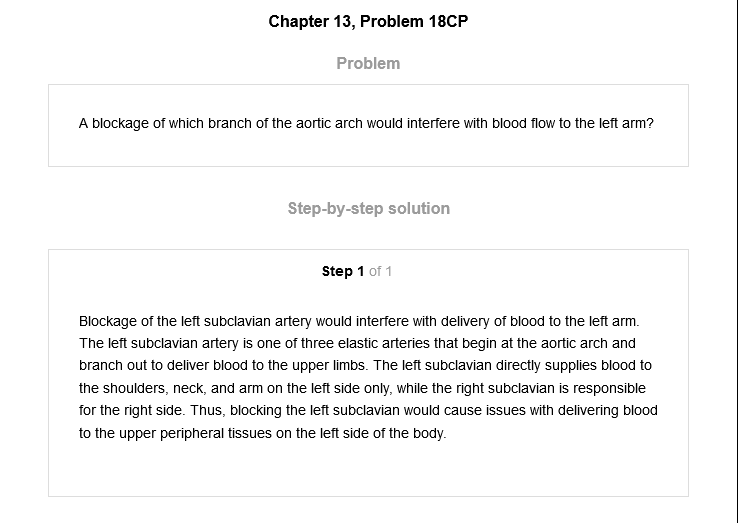 Chapter 13, Problem 18CP
Problem
A blockage of which branch of the aortic arch would interfere with blood flow to the left arm?
Step-by-step solution
Step 1 of 1
Blockage of the left subclavian artery would interfere with delivery of blood to the left arm.
The left subclavian artery is one of three elastic arteries that begin at the aortic arch and
branch out to deliver blood to the upper limbs. The left subclavian directly supplies blood to
the shoulders, neck, and arm on the left side only, while the right subclavian is responsible
for the right side. Thus, blocking the left subclavian would cause issues with delivering blood
to the upper peripheral tissues on the left side of the body.